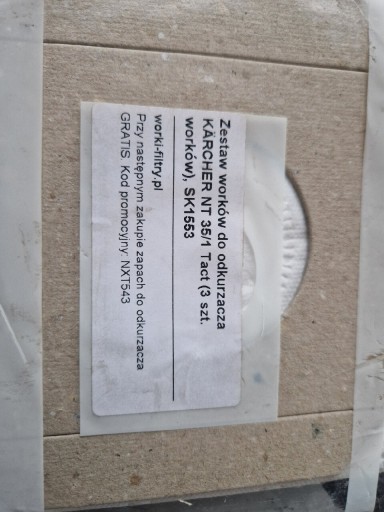 Zestaw worków do odkurzacza
KÄRCHER NT 35/1 Tact (3 szt.
worków), SK1553
worki-filtry.pl
Przy następnym zakupie zapach do odkurzacza
GRATIS. Kod promocyjny: NXT543